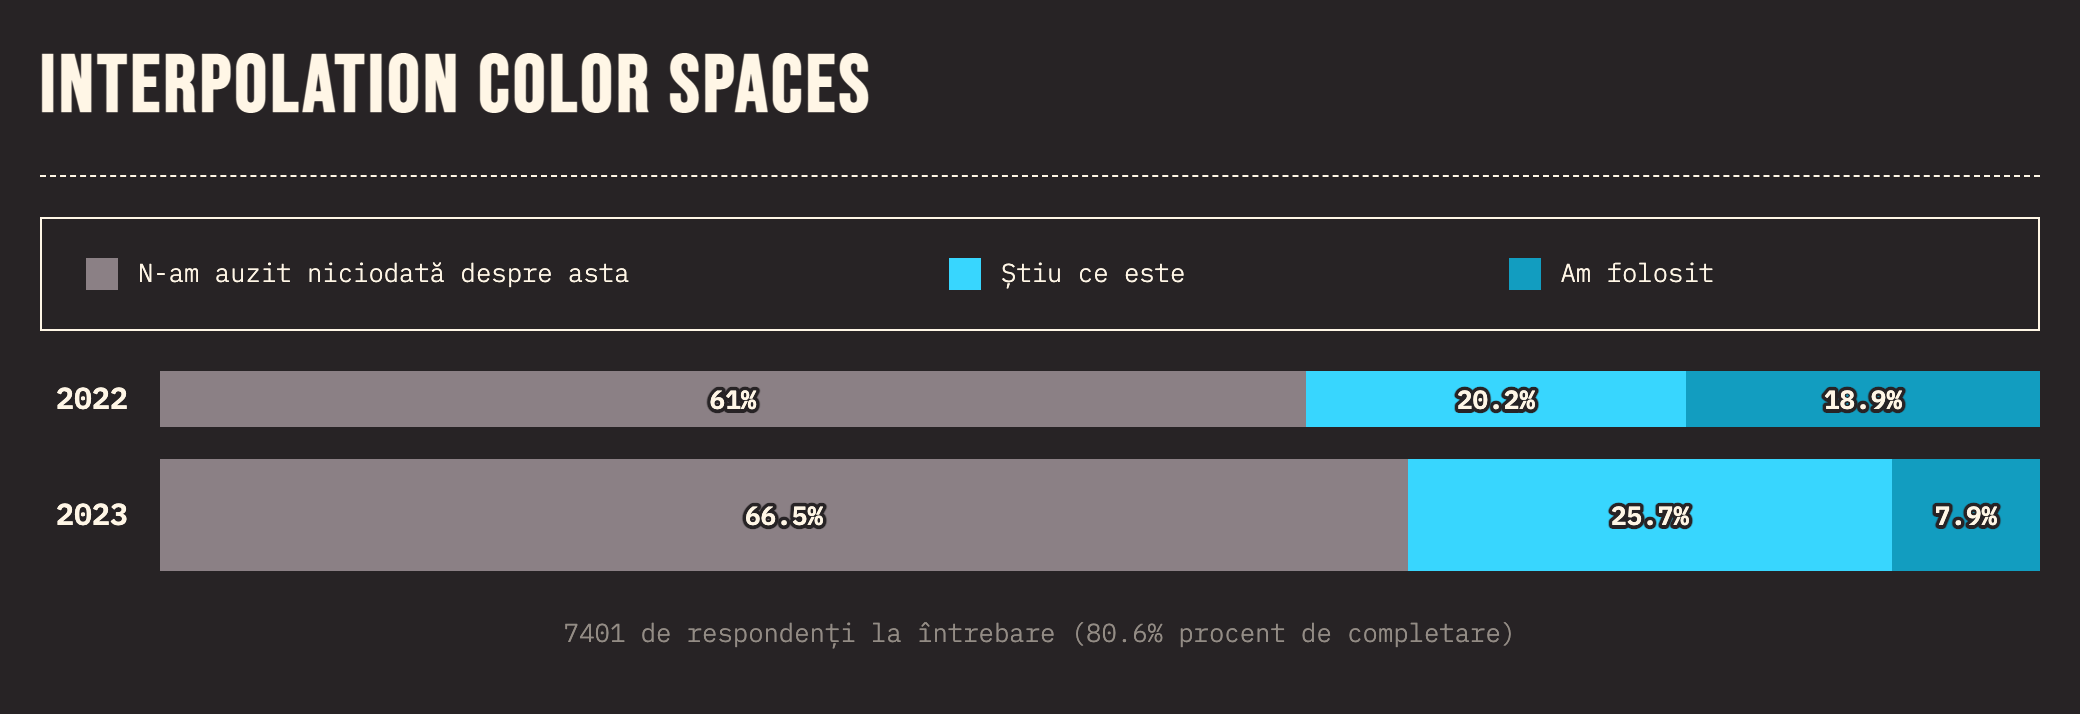 INTERPOLATION COLOR SPACES
N-am auzit niciodată despre asta
Știu ce este
Am folosit
2022 61% 20.2% 18.9%
2023 66.5% 25.7% 7.9%
7401 de respondenți la întrebare (80.6% procent de completare)